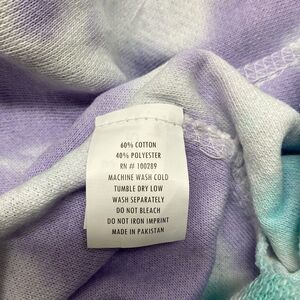 60% COTTON
40% POLYESTER
RN # 100289
MACHINE WASH COLD
TUMBLE DRY LOW
WASH SEPARATELY
DO NOT BLEACH
DO NOT IRON IMPRINT
MADE IN PAKISTAN